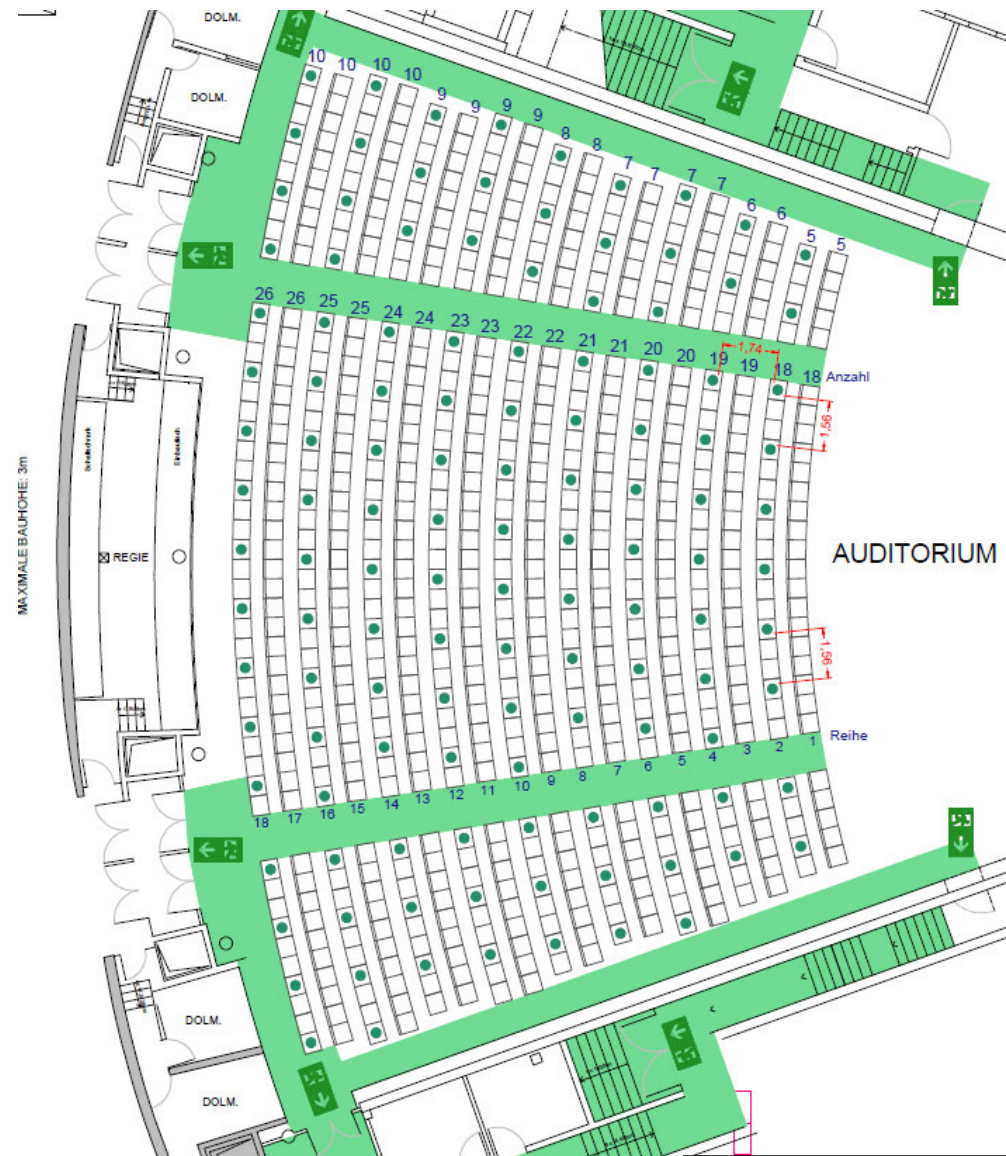 DOLM.
DOLM.
10 10 10 10 9 9 9 9 8 8 7 7 7 7 6 6 5 5
26 26 25 25 24 24 23 23 22 22 21 21 20 20 19 19 18 18 Anzahl
1,74
1,56
MAXIMALE BAUHÖHE: 3m
REGIE
AUDITORIUM
1,56
18 17 16 15 14 13 12 11 10 9 8 7 6 5 4 3 2 1 Reihe
DOLM.
DOLM.